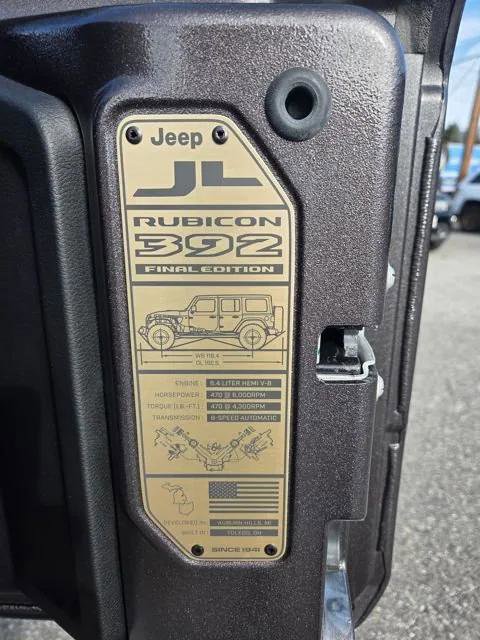 Jeep
JL
RUBICON
392
FINAL EDITION
WB 118.4
OL 192.5
ENGINE : 6.4 LITER HEMI V-8
HORSEPOWER : 470 @ 6,000RPM
TORQUE (LB.-FT.) : 470 @ 4,300RPM
TRANSMISSION : 8-SPEED AUTOMATIC
DEVELOPED IN : AUBURN HILLS, MI
BUILT IN : TOLEDO, OH
SINCE 1941